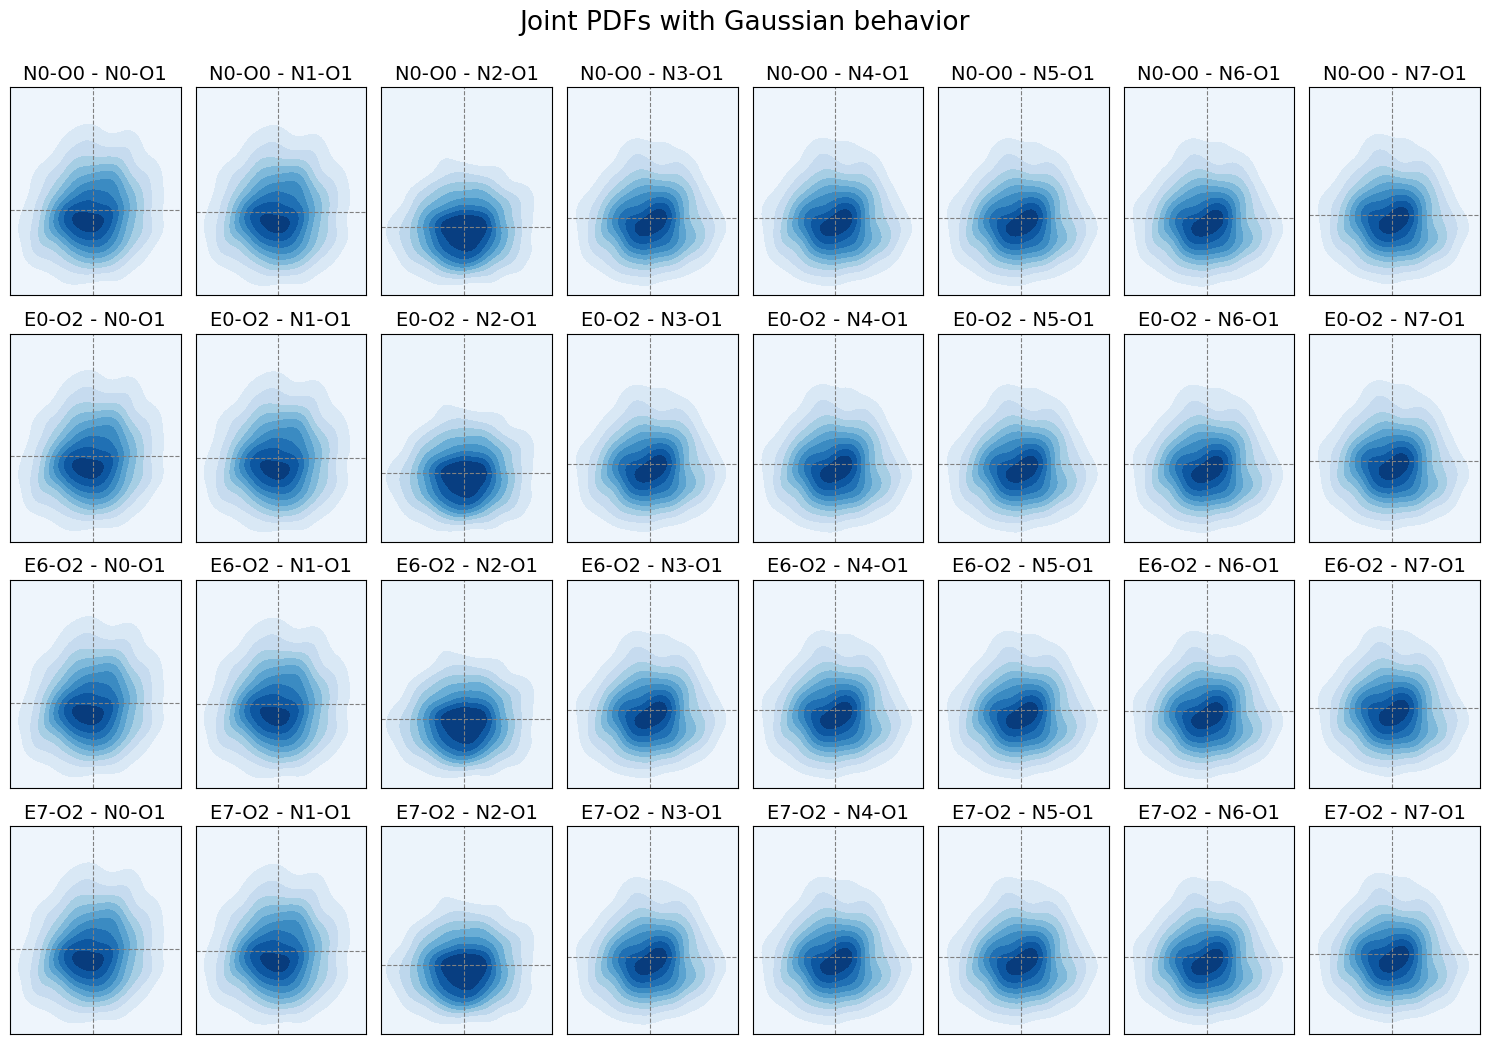 Joint PDFs with Gaussian behavior
N0-O0 - N0-O1 N0-O0 - N1-O1 N0-O0 - N2-O1 N0-O0 - N3-O1 N0-O0 - N4-O1 N0-O0 - N5-O1 N0-O0 - N6-O1 N0-O0 - N7-O1
E0-O2 - N0-O1 E0-O2 - N1-O1 E0-O2 - N2-O1 E0-O2 - N3-O1 E0-O2 - N4-O1 E0-O2 - N5-O1 E0-O2 - N6-O1 E0-O2 - N7-O1
E6-O2 - N0-O1 E6-O2 - N1-O1 E6-O2 - N2-O1 E6-O2 - N3-O1 E6-O2 - N4-O1 E6-O2 - N5-O1 E6-O2 - N6-O1 E6-O2 - N7-O1
E7-O2 - N0-O1 E7-O2 - N1-O1 E7-O2 - N2-O1 E7-O2 - N3-O1 E7-O2 - N4-O1 E7-O2 - N5-O1 E7-O2 - N6-O1 E7-O2 - N7-O1